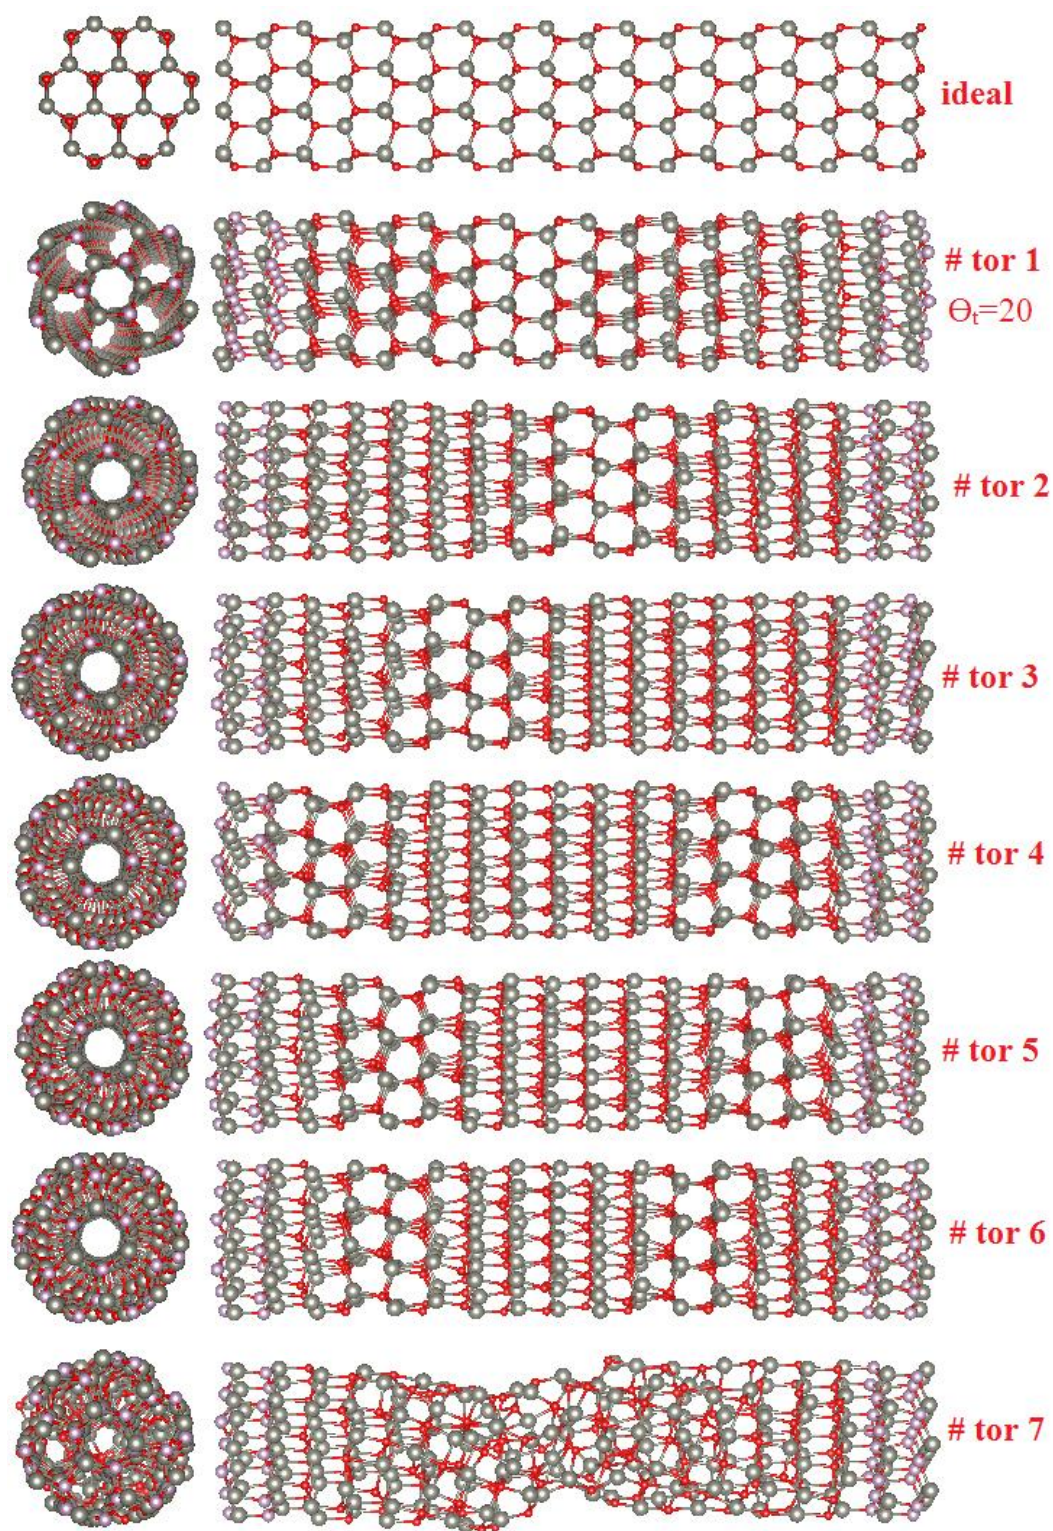 ideal
# tor 1
Θt=20
# tor 2
# tor 3
# tor 4
# tor 5
# tor 6
# tor 7